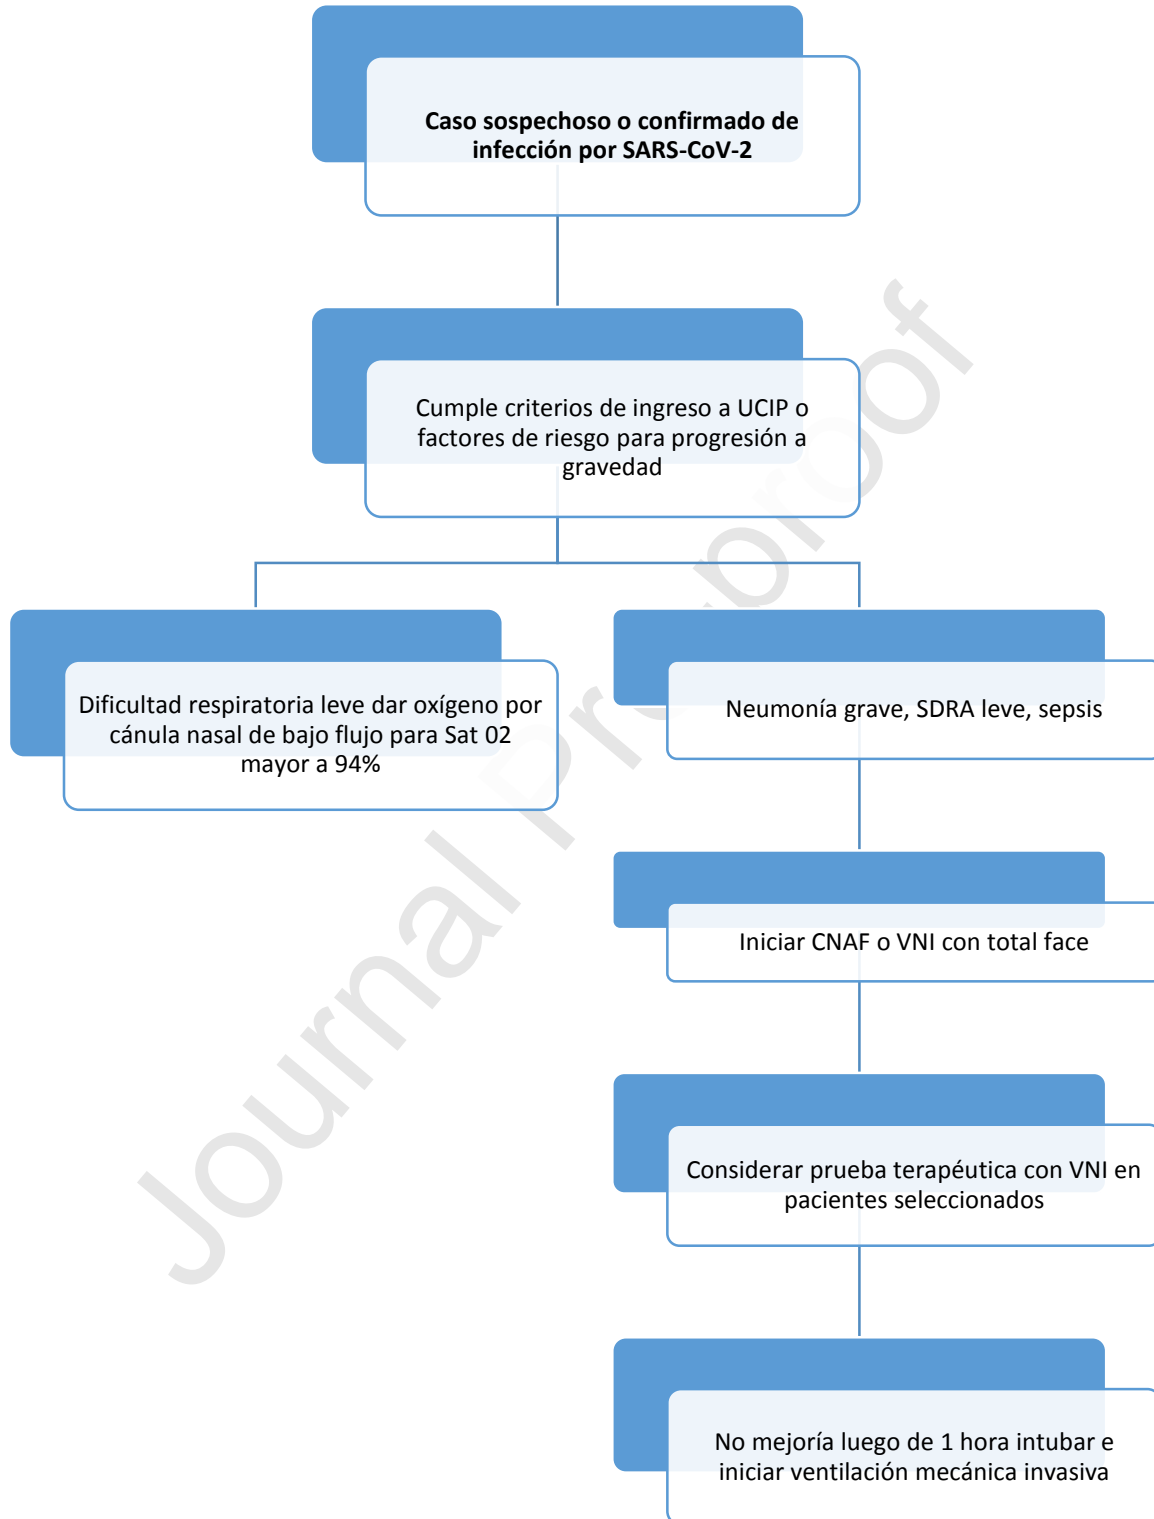 Caso sospechoso o confirmado de
infección por SARS-CoV-2
Cumple criterios de ingreso a UCIP o
factores de riesgo para progresión a
gravedad
Dificultad respiratoria leve dar oxígeno por
cánula nasal de bajo flujo para Sat 02
mayor a 94%
Neumonía grave, SDRA leve, sepsis
Iniciar CNAF o VNI con total face
Considerar prueba terapéutica con VNI en
pacientes seleccionados
No mejoría luego de 1 hora intubar e
iniciar ventilación mecánica invasiva
Journal Pre-proof